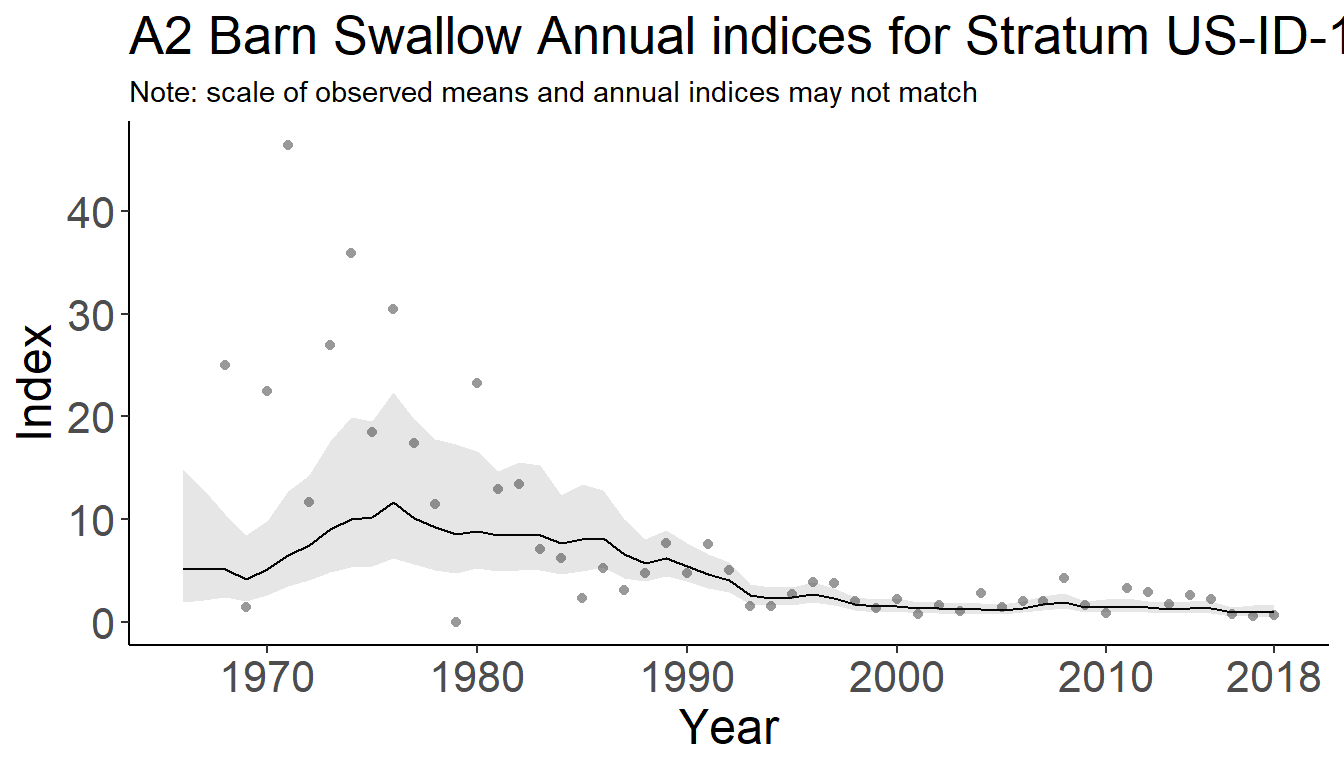 A2 Barn Swallow Annual indices for Stratum US-ID-1
Note: scale of observed means and annual indices may not match
Index
40
30
20
10
0
1970 1980 1990 2000 2010 2018
Year